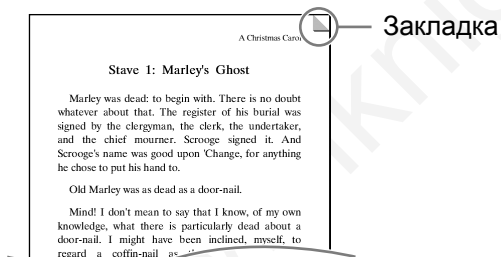 A Christmas Carol
Закладка
Stave 1: Marley's Ghost
Marley was dead: to begin with. There is no doubt
whatever about that. The register of his burial was
signed by the clergyman, the clerk, the undertaker,
and the chief mourner. Scrooge signed it. And
Scrooge's name was good upon 'Change, for anything
he chose to put his hand to.
Old Marley was as dead as a door-nail.
Mind! I don't mean to say that I know, of my own
knowledge, what there is particularly dead about a
door-nail. I might have been inclined, myself, to
regard a coffin-nail as